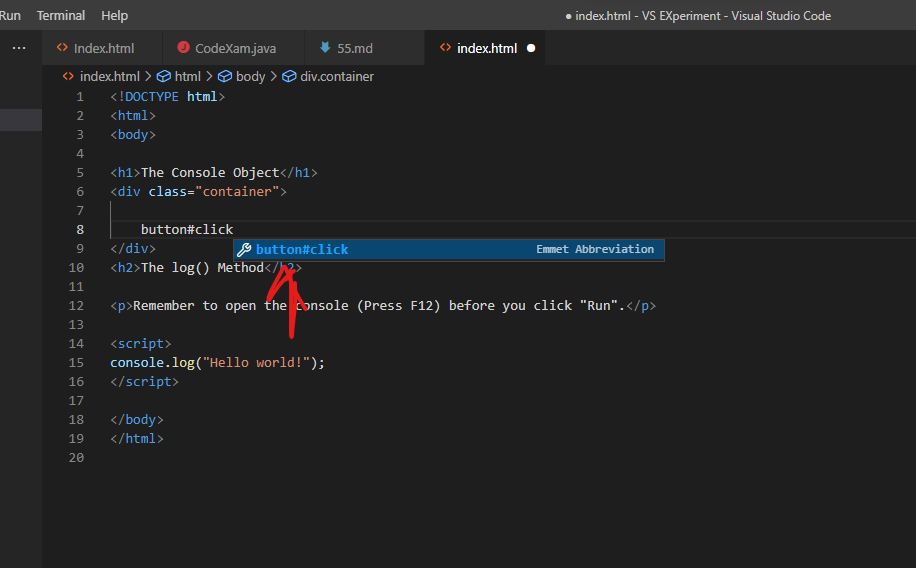 Run Terminal Help ● index.html - VS EXperiment - Visual Studio Code
··· <> Index.html J CodeXam.java 55.md <> index.html ●
<> index.html > html > body > div.container
1 <!DOCTYPE html>
2 <html>
3 <body>
4
5 <h1>The Console Object</h1>
6 <div class="container">
7
8 button#click
9 </div>
button#click Emmet Abbreviation
10 <h2>The log() Method</h2>
11
12 <p>Remember to open the console (Press F12) before you click "Run".</p>
13
14 <script>
15 console.log("Hello world!");
16 </script>
17
18 </body>
19 </html>
20